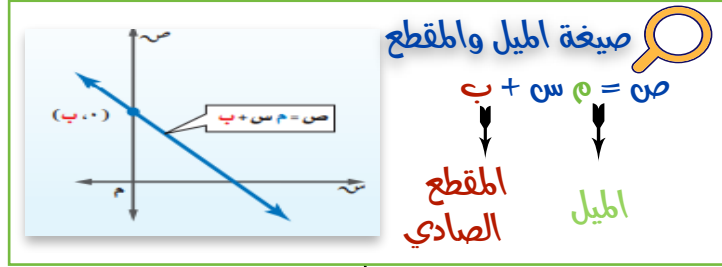 صيغة الميل والمقطع
ص = م س + ب
الميل
المقطع
الصادي
ص
(٠، ب)
ص = م س + ب
س
م